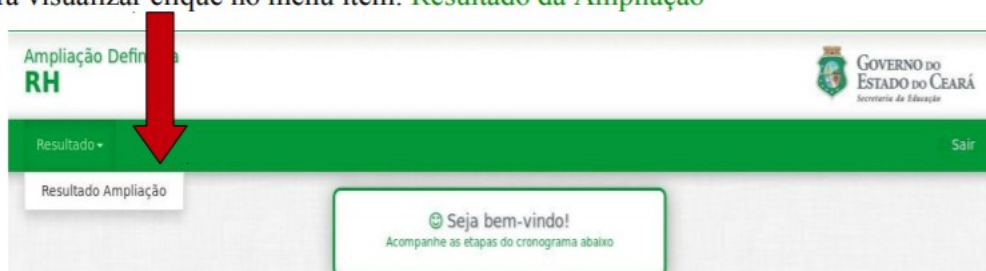 visualizar clique no menu item: Resultado da Ampliação
Ampliação
RH
GOVERNO DO
ESTADO DO CEARÁ
Secretaria da Educação
Resultado
Sair
Resultado Ampliação
Seja bem-vindo!
Acompanhe as etapas do cronograma abaixo